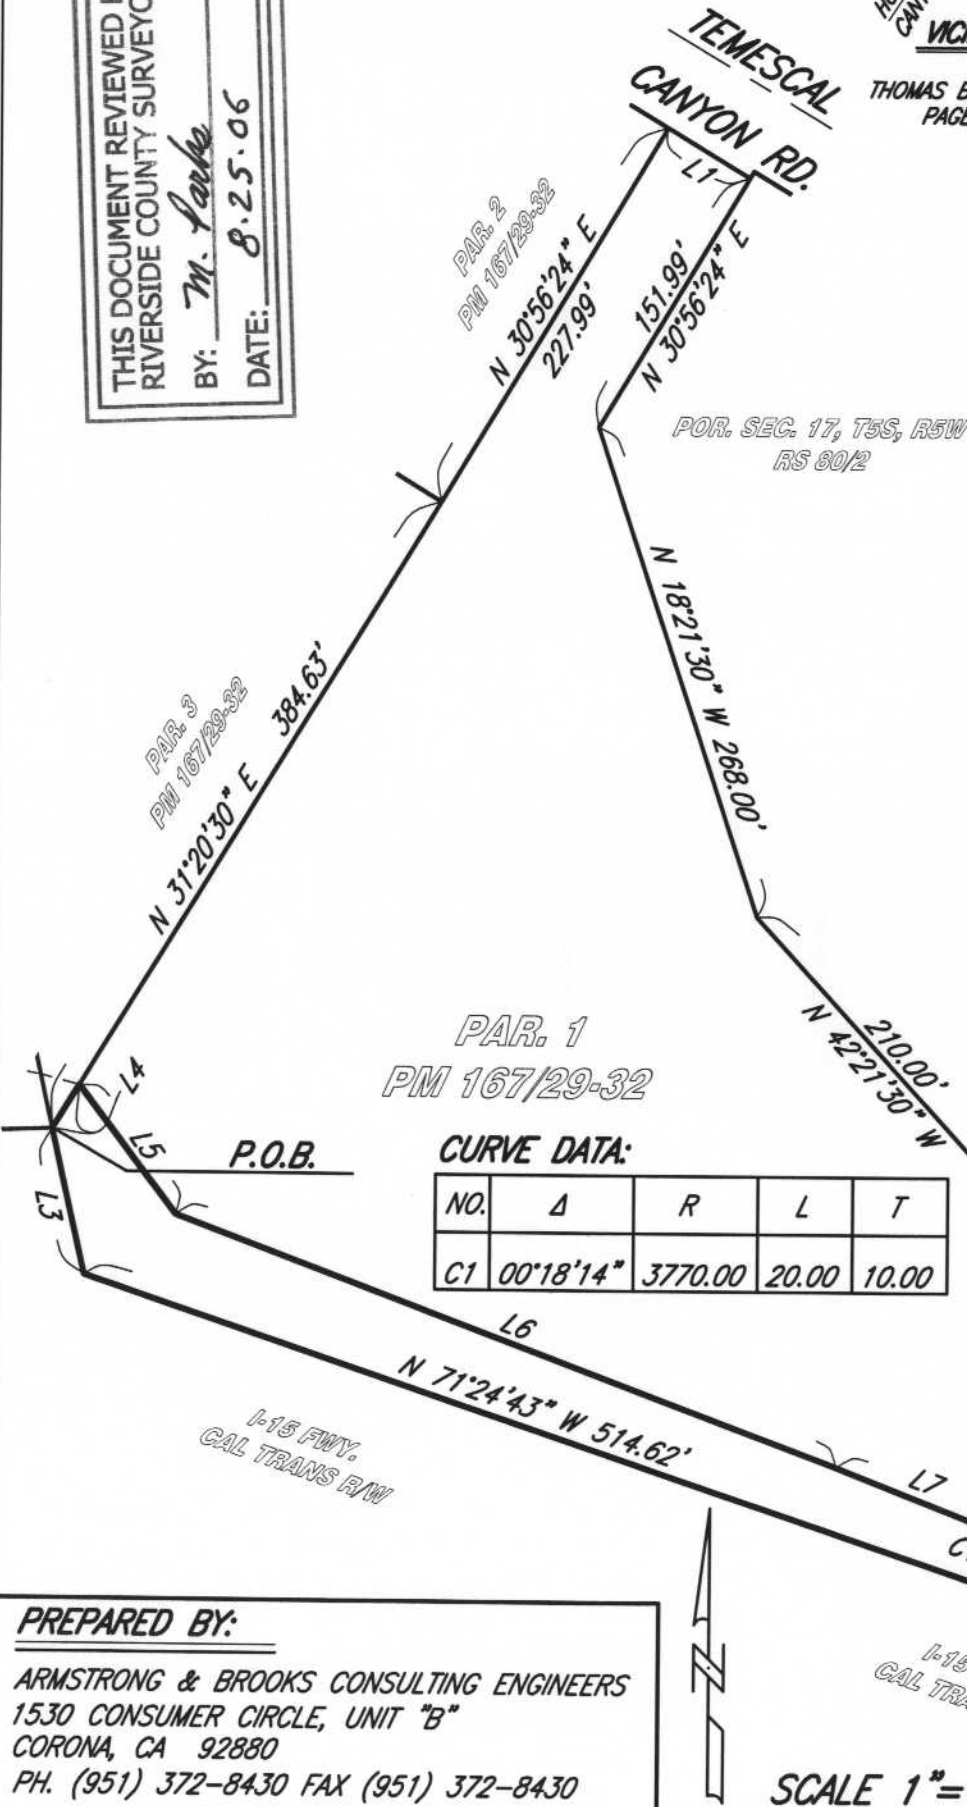 THIS DOCUMENT REVIEWED
RIVERSIDE COUNTY
BY: M. Parks
DATE: 8.25.06
TEMESCAL
CANYON RD.
THOMAS
L1
PAR. 2
PM 167/29-32
N 30°56'24" E
227.99'
151.99'
N 30°56'24" E
POR. SEC. 17, T5S, R5W
RS 80/2
N 18°21'30" W 268.00'
PAR. 3
PM 167/29-32
N 31°20'30" E 384.63'
PAR. 1
PM 167/29-32
210.00'
N 42°21'30" W
L4
L5
P.O.B.
L3
CURVE DATA:
NO. Δ R L T
C1 00°18'14" 3770.00 20.00 10.00
L6
N 71°24'43" W 514.62'
L7
I-15 FWY.
CAL TRANS R/W
PREPARED BY:
ARMSTRONG & BROOKS CONSULTING ENGINEERS
1530 CONSUMER CIRCLE, UNIT "B"
CORONA, CA 92880
PH. (951) 372-8430 FAX (951) 372-8430
N
I-15
CAL
SCALE 1"=